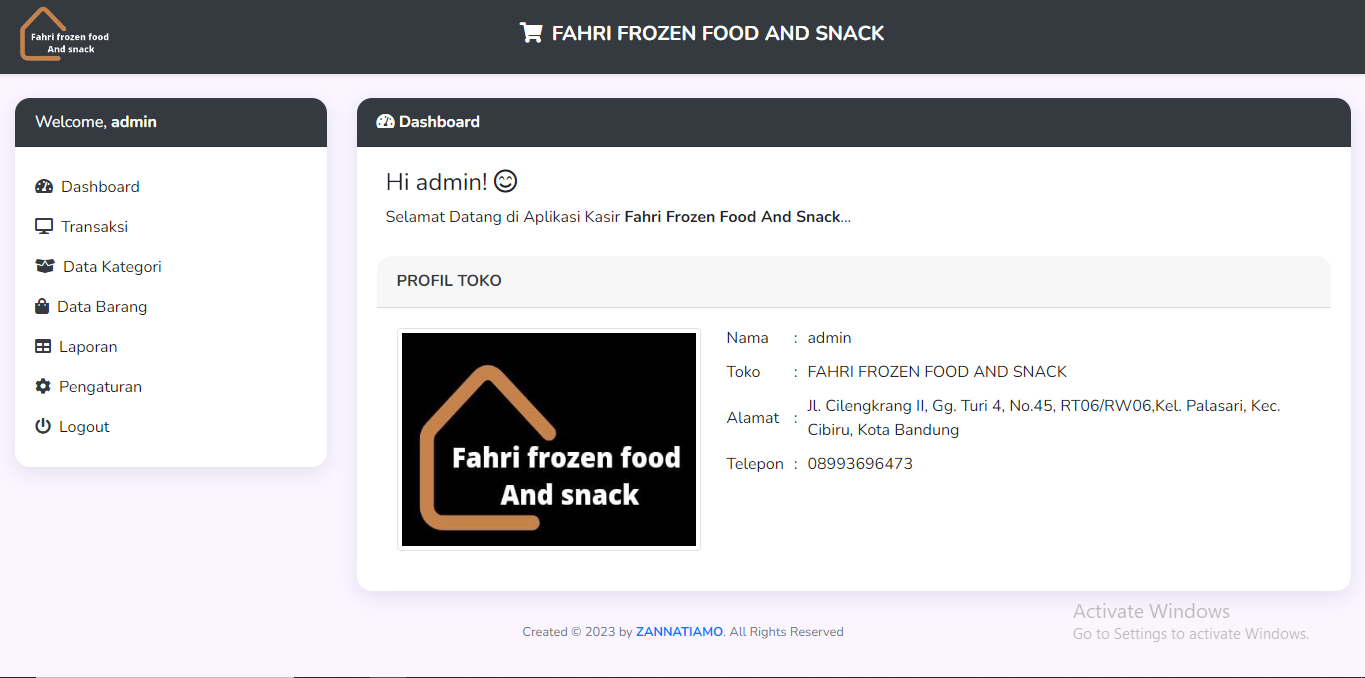 Fahri frozen food
And snack
FAHRI FROZEN FOOD AND SNACK
Welcome, admin
Dashboard
Transaksi
Data Kategori
Data Barang
Laporan
Pengaturan
Logout
Dashboard
Hi admin!
Selamat Datang di Aplikasi Kasir Fahri Frozen Food And Snack...
PROFIL TOKO
Fahri frozen food
And snack
Nama : admin
Toko : FAHRI FROZEN FOOD AND SNACK
Alamat : Jl. Cilengkrang II, Gg. Turi 4, No.45, RT06/RW06,Kel. Palasari, Kec.
Cibiru, Kota Bandung
Telepon : 08993696473
Created © 2023 by ZANNATIAMO. All Rights Reserved
Activate Windows
Go to Settings to activate Windows.